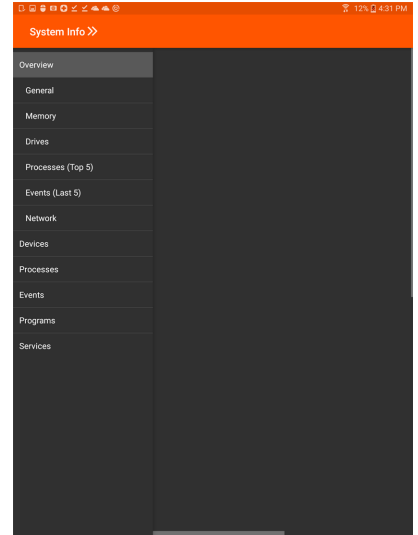 12% 4:31 PM
System Info »
Overview
General
Memory
Drives
Processes (Top 5)
Events (Last 5)
Network
Devices
Processes
Events
Programs
Services